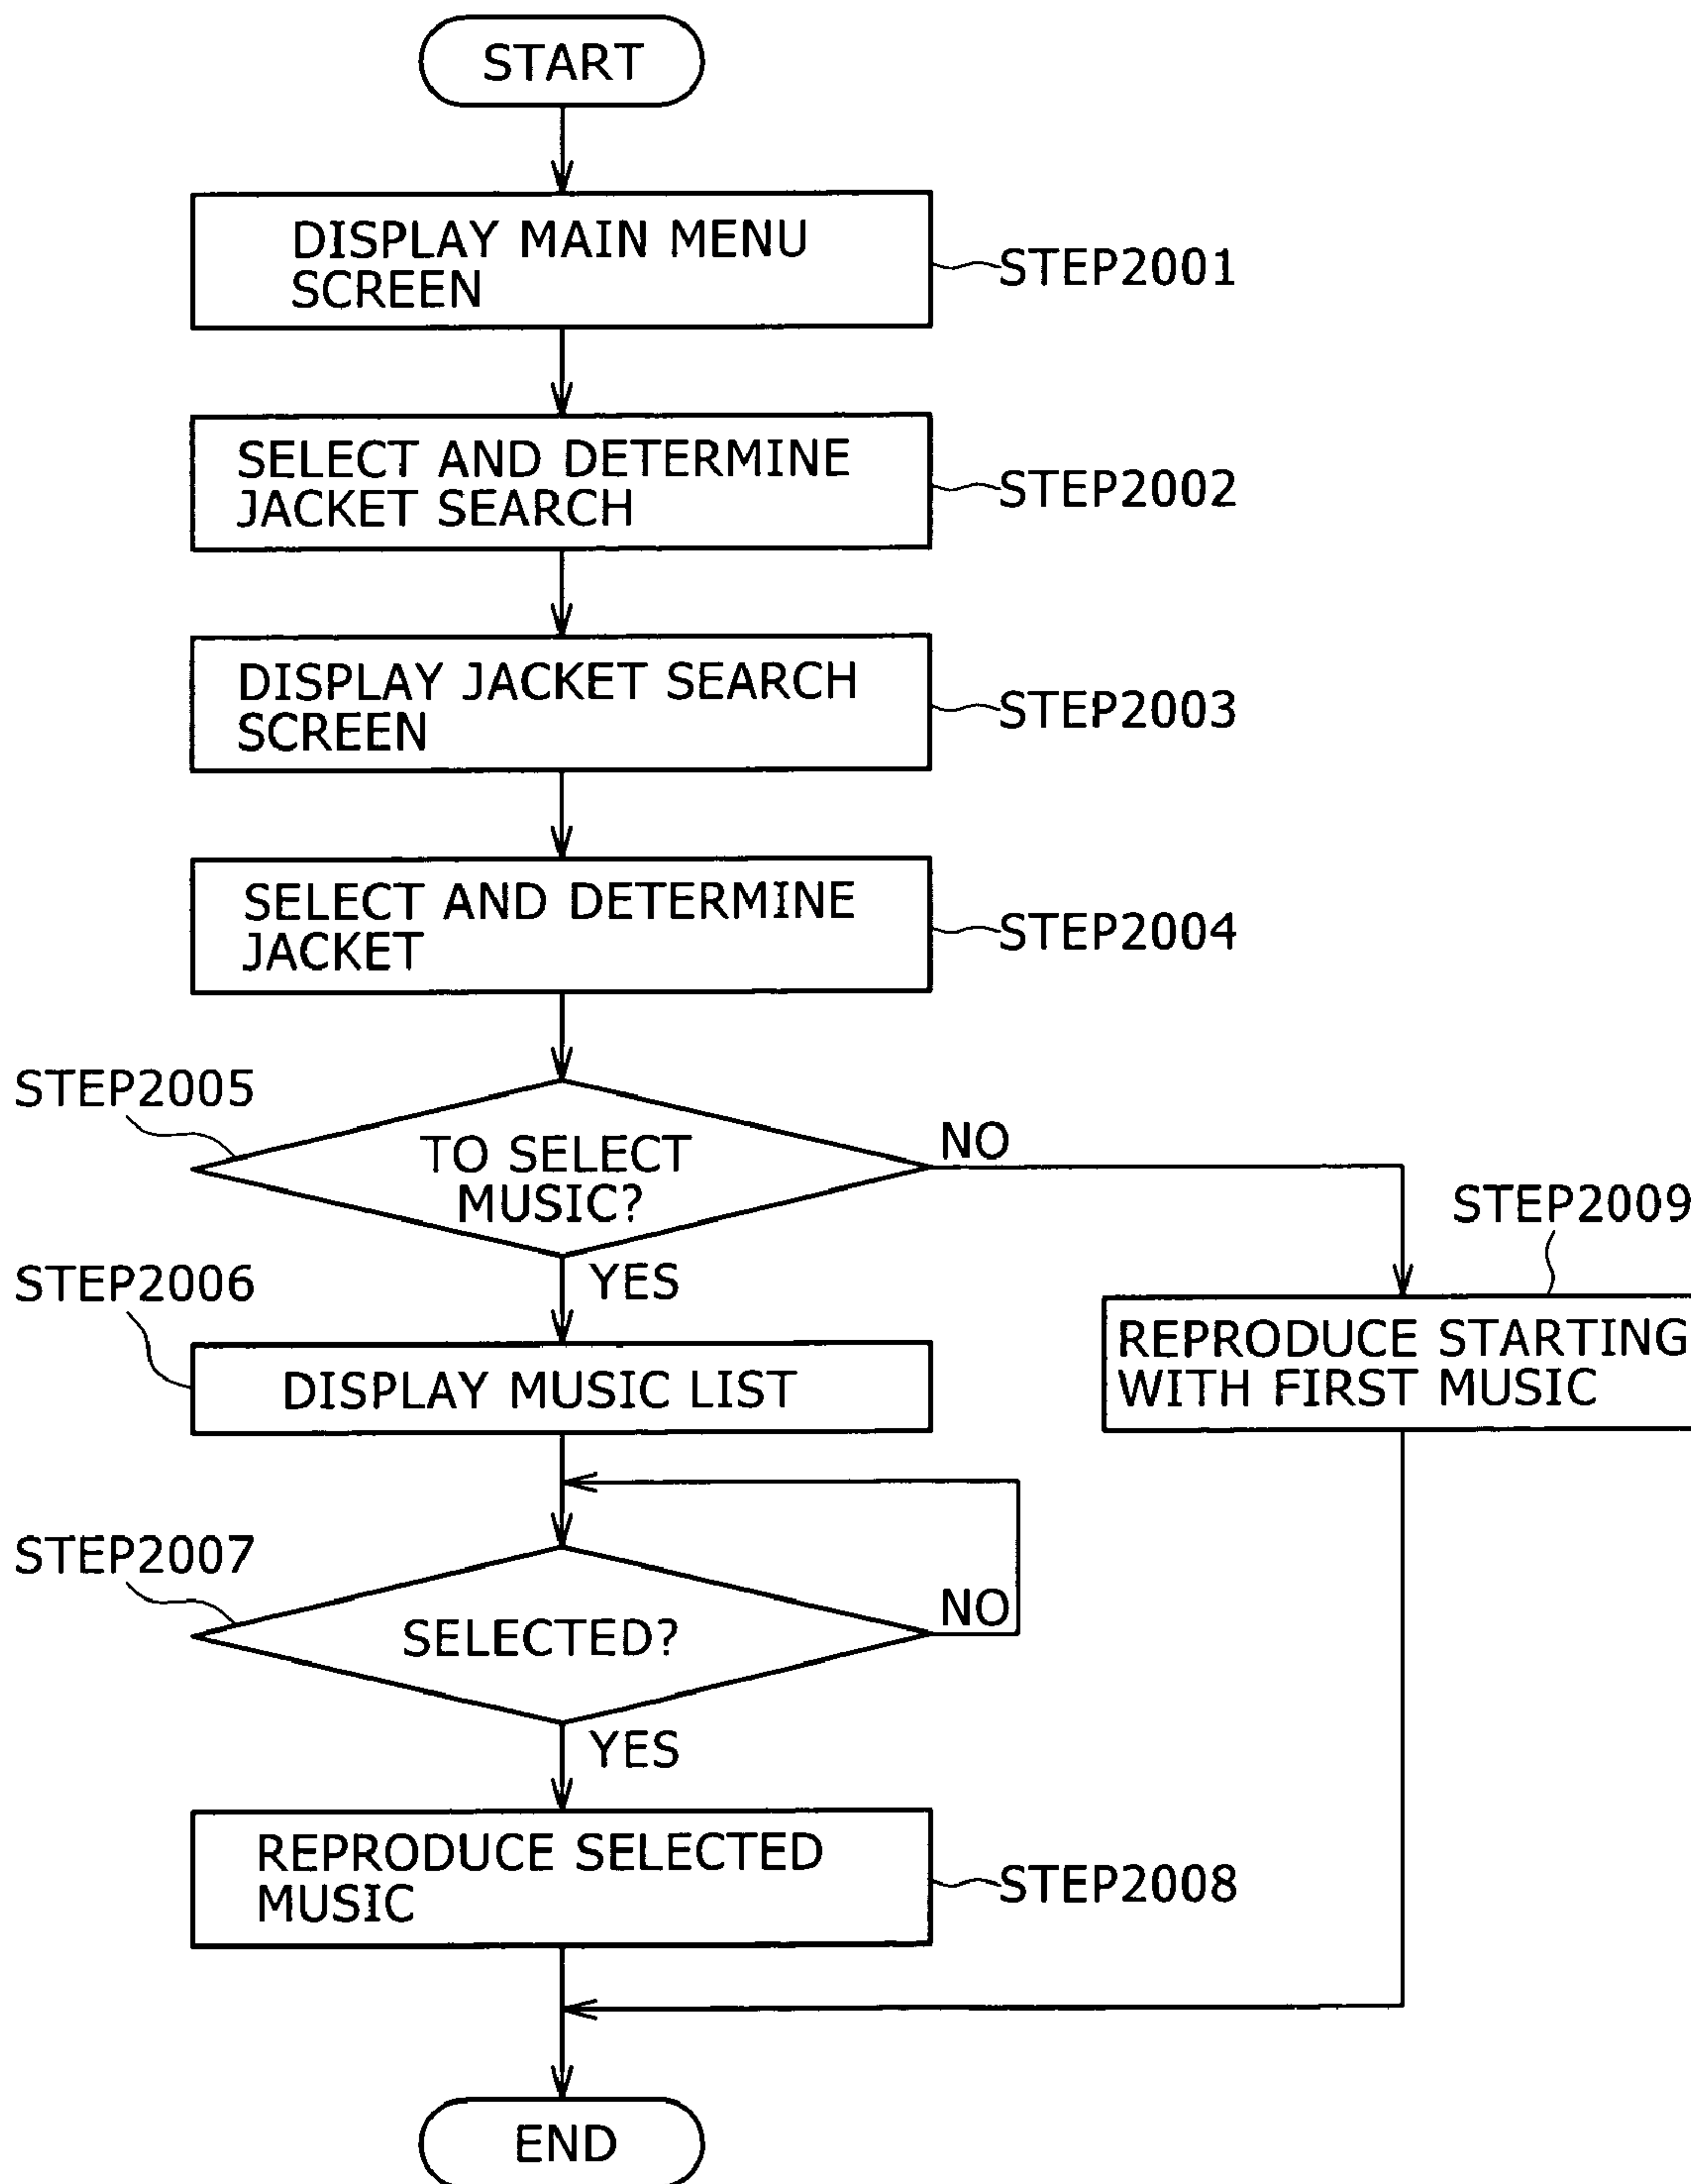 START
DISPLAY MAIN MENU
SCREEN
STEP2001
SELECT AND DETERMINE
JACKET SEARCH
STEP2002
DISPLAY JACKET SEARCH
SCREEN
STEP2003
SELECT AND DETERMINE
JACKET
STEP2004
STEP2005
TO SELECT
MUSIC?
NO
YES
STEP2009
REPRODUCE STARTING
WITH FIRST MUSIC
STEP2006
DISPLAY MUSIC LIST
STEP2007
SELECTED?
NO
YES
REPRODUCE SELECTED
MUSIC
STEP2008
END